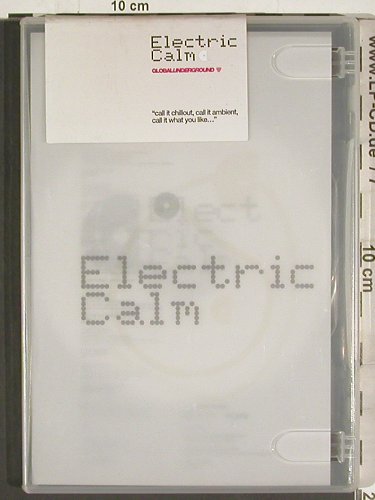 10 cm
Electric
Calm
GLOBALUNDERGROUND
"call it chillout, call it ambient,
call it what you like..."
Electric
Calm
10 cm